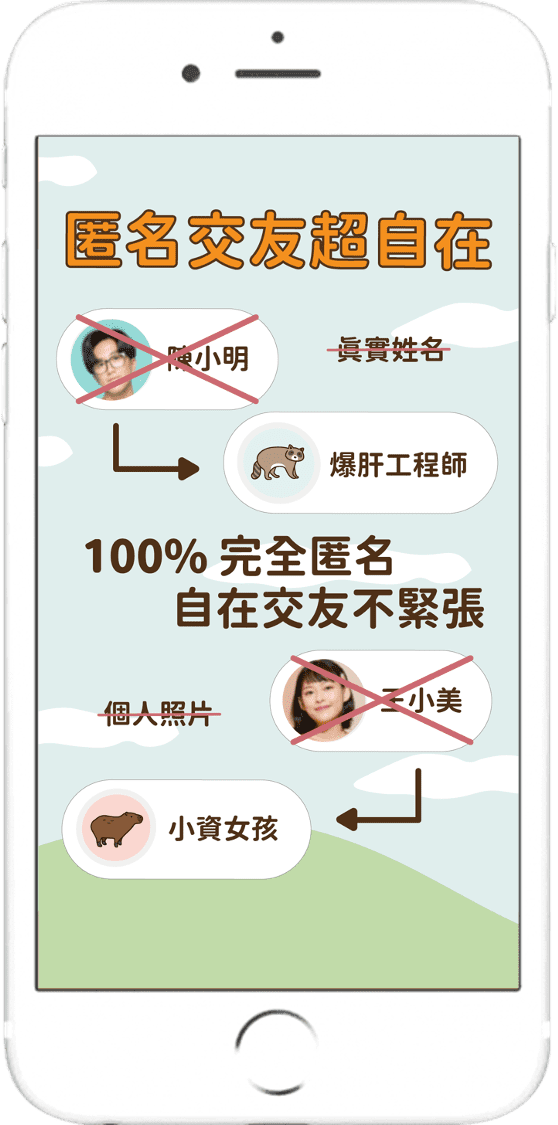 匿名交友超自在
陳小明
眞實姓名
爆肝工程師
100% 完全匿名
自在交友不緊張
王小美
個人照片
小資女孩